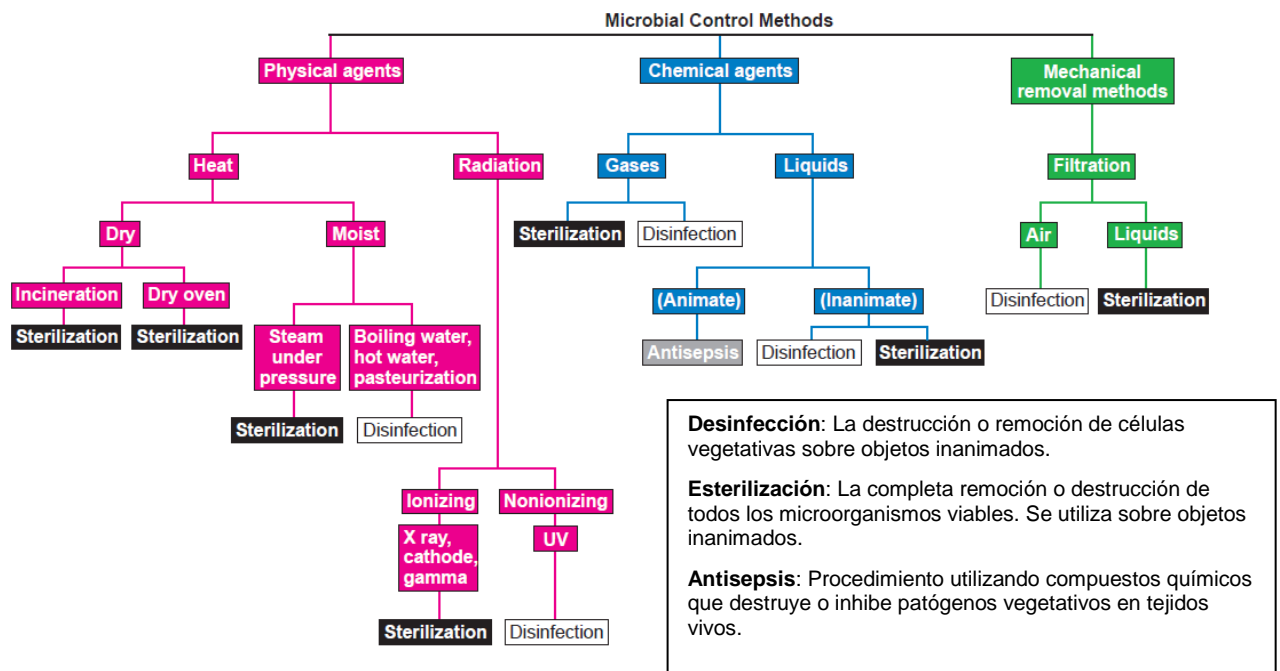 Microbial Control Methods
Physical agents
Chemical agents
Mechanical
removal methods
Heat
Radiation
Gases
Liquids
Filtration
Dry
Moist
Sterilization
Disinfection
Air
Liquids
Incineration
Dry oven
(Animate)
(Inanimate)
Disinfection
Sterilization
Sterilization
Sterilization
Steam
under
pressure
Boiling water,
hot water,
pasteurization
Antisepsis
Disinfection
Sterilization
Sterilization
Disinfection
Ionizing
Nonionizing
X ray,
cathode,
gamma
UV
Sterilization
Disinfection
Desinfección: La destrucción o remoción de células
vegetativas sobre objetos inanimados.
Esterilización: La completa remoción o destrucción de
todos los microorganismos viables. Se utiliza sobre objetos
inanimados.
Antisepsis: Procedimiento utilizando compuestos químicos
que destruye o inhibe patógenos vegetativos en tejidos
vivos.